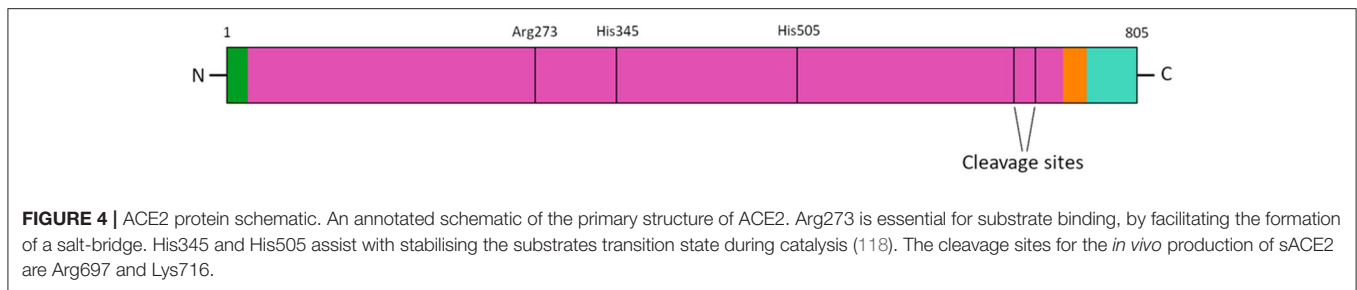 1 Arg273 His345 His505 805
N C
Cleavage sites
FIGURE 4 | ACE2 protein schematic. An annotated schematic of the primary structure of ACE2. Arg273 is essential for substrate binding, by facilitating the formation
of a salt-bridge. His345 and His505 assist with stabilising the substrates transition state during catalysis (118). The cleavage sites for the in vivo production of sACE2
are Arg697 and Lys716.